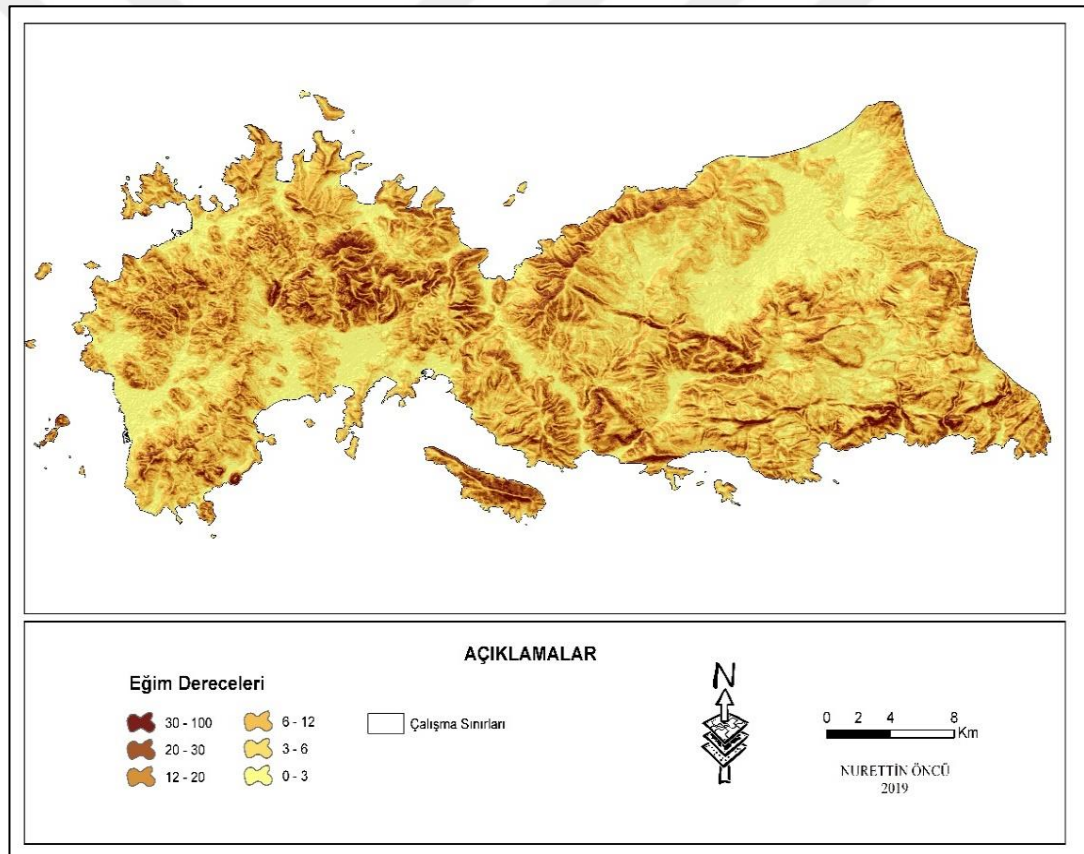 AÇIKLAMALAR
Eğim Dereceleri
30 - 100
20 - 30
12 - 20
6 - 12
3 - 6
0 - 3
Çalışma Sınırları
N
0 2 4 8
Km
NURETTİN ÖNCÜ
2019